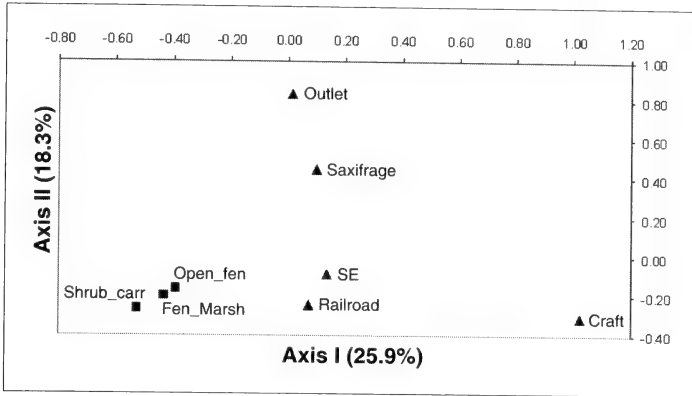 -0.80 -0.60 -0.40 -0.20 0.00 0.20 0.40 0.60 0.80 1.00 1.20
1.00
Outlet
0.80
0.60
Saxifrage
0.40
0.20
0.00
Open_fen
SE
Shrub_carr
Fen_Marsh
Railroad
-0.20
Craft
-0.40
Axis II (18.3%)
Axis I (25.9%)